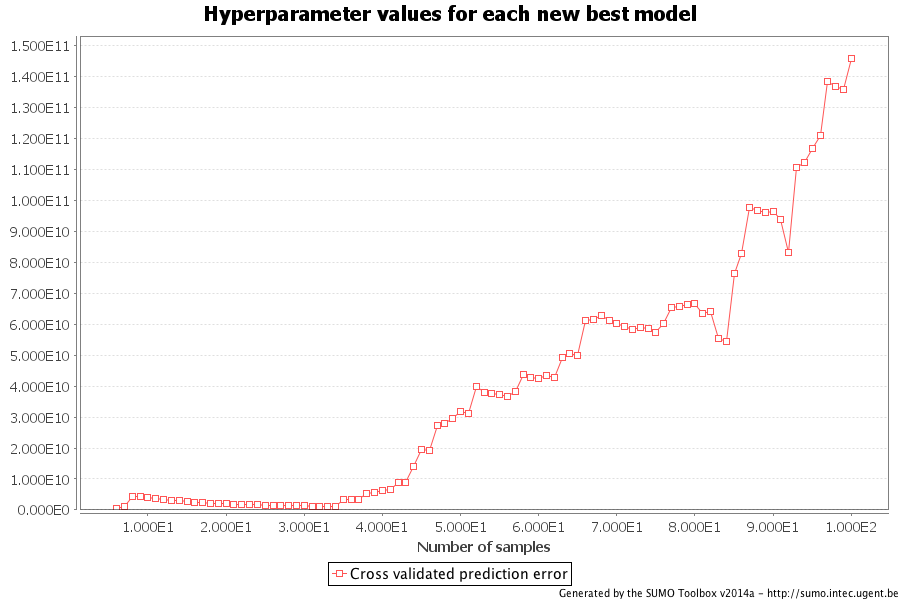 Hyperparameter values for each new best model
1.500E11
1.400E11
1.300E11
1.200E11
1.100E11
1.000E11
9.000E10
8.000E10
7.000E10
6.000E10
5.000E10
4.000E10
3.000E10
2.000E10
1.000E10
0.000E0
1.000E1 2.000E1 3.000E1 4.000E1 5.000E1 6.000E1 7.000E1 8.000E1 9.000E1 1.000E2
Number of samples
Cross validated prediction error
Generated by the SUMO Toolbox v2014a - http://sumo.intec.ugent.be